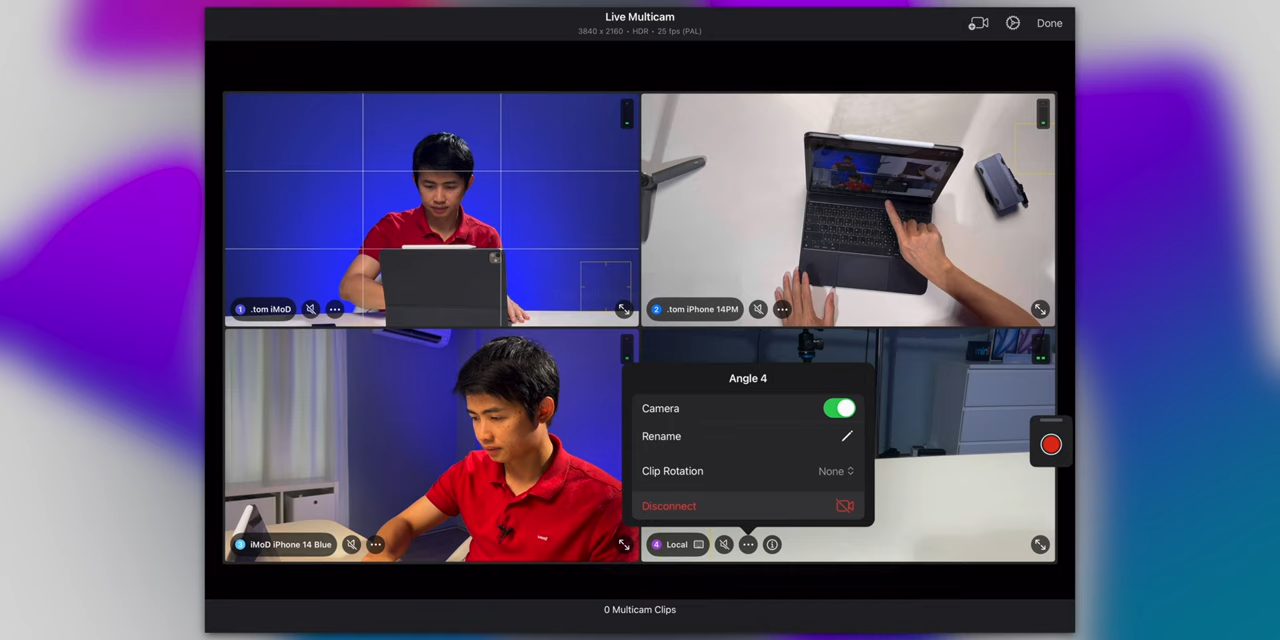 Live Multicam
3840 x 2160 • HDR • 25 fps (PAL)
Done
1 .tom iMoD
2 .tom iPhone 14PM
3 iMoD iPhone 14 Blue
Angle 4
Camera
Rename
Clip Rotation None
Disconnect
4 Local
0 Multicam Clips